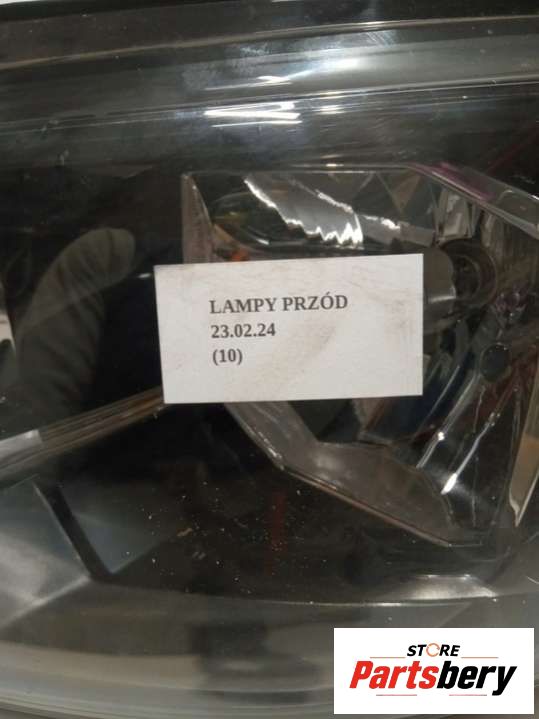 LAMPY PRZÓD
23.02.24
(10)
STORE
Partsbery